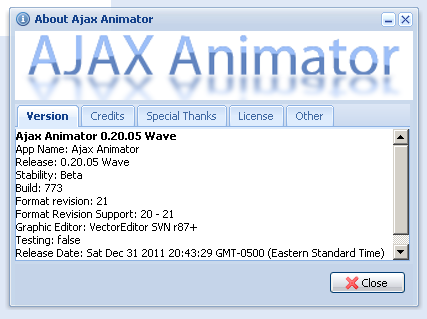 About Ajax Animator
AJAX Animator
Version Credits Special Thanks License Other
Ajax Animator 0.20.05 Wave
App Name: Ajax Animator
Release: 0.20.05 Wave
Stability: Beta
Build: 773
Format revision: 21
Format Revision Support: 20 - 21
Graphic Editor: VectorEditor SVN r87+
Testing: false
Release Date: Sat Dec 31 2011 20:43:29 GMT-0500 (Eastern Standard Time)
Close